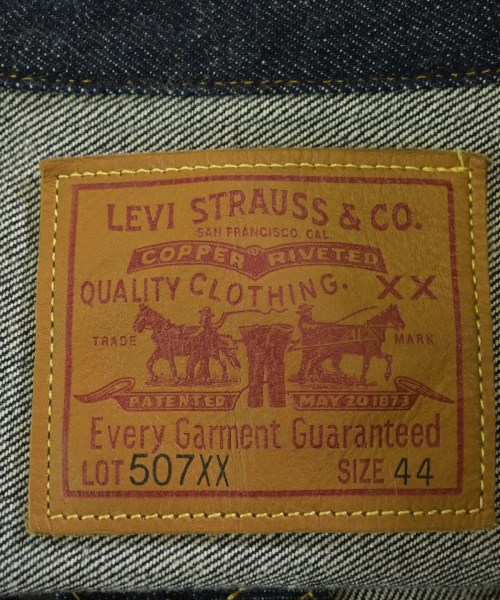 LEVI STRAUSS & CO.
SAN FRANCISCO, CAL.
COPPER RIVETED
QUALITY CLOTHING. XX
TRADE MARK
PATENTED MAY 20 1873
Every Garment Guaranteed
LOT 507XX SIZE 44